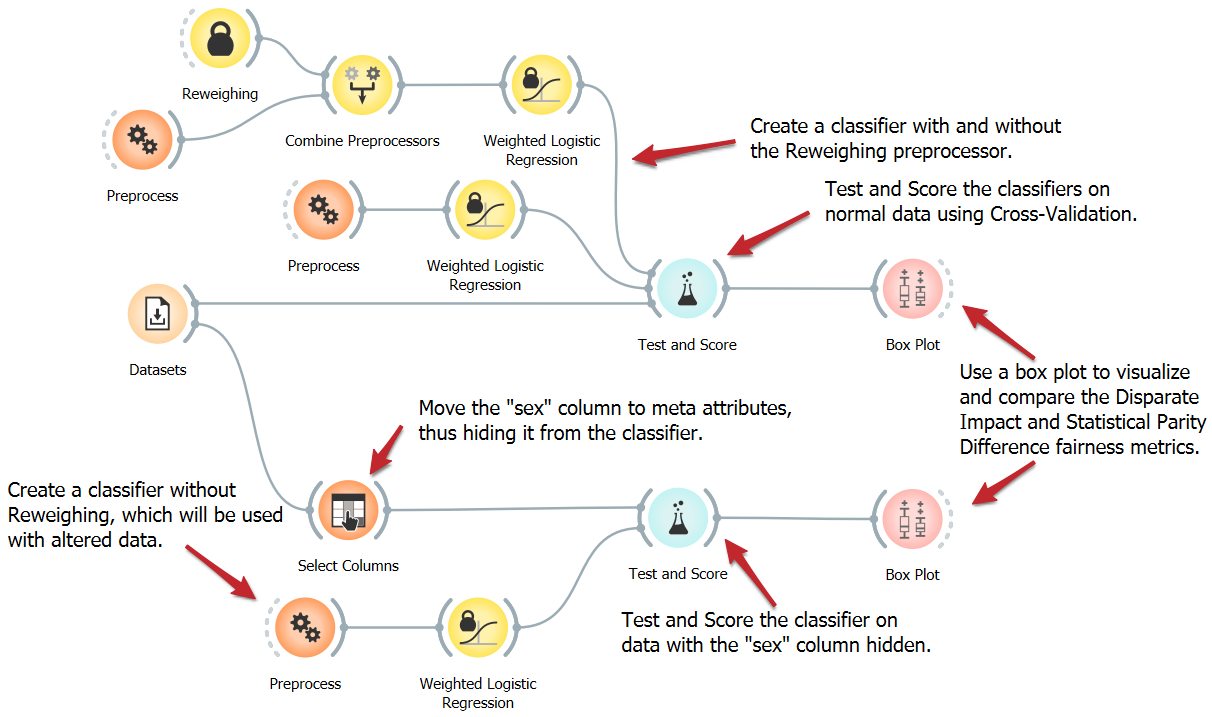 Reweighing
Combine Preprocessors
Weighted Logistic
Regression
Create a classifier with and without
the Reweighing preprocessor.
Preprocess
Test and Score the classifiers on
normal data using Cross-Validation.
Preprocess
Weighted Logistic
Regression
Datasets
Test and Score
Box Plot
Use a box plot to visualize
and compare the Disparate
Impact and Statistical Parity
Difference fairness metrics.
Move the "sex" column to meta attributes,
thus hiding it from the classifier.
Create a classifier without
Reweighing, which will be used
with altered data.
Select Columns
Test and Score
Box Plot
Test and Score the classifier on
data with the "sex" column hidden.
Preprocess
Weighted Logistic
Regression